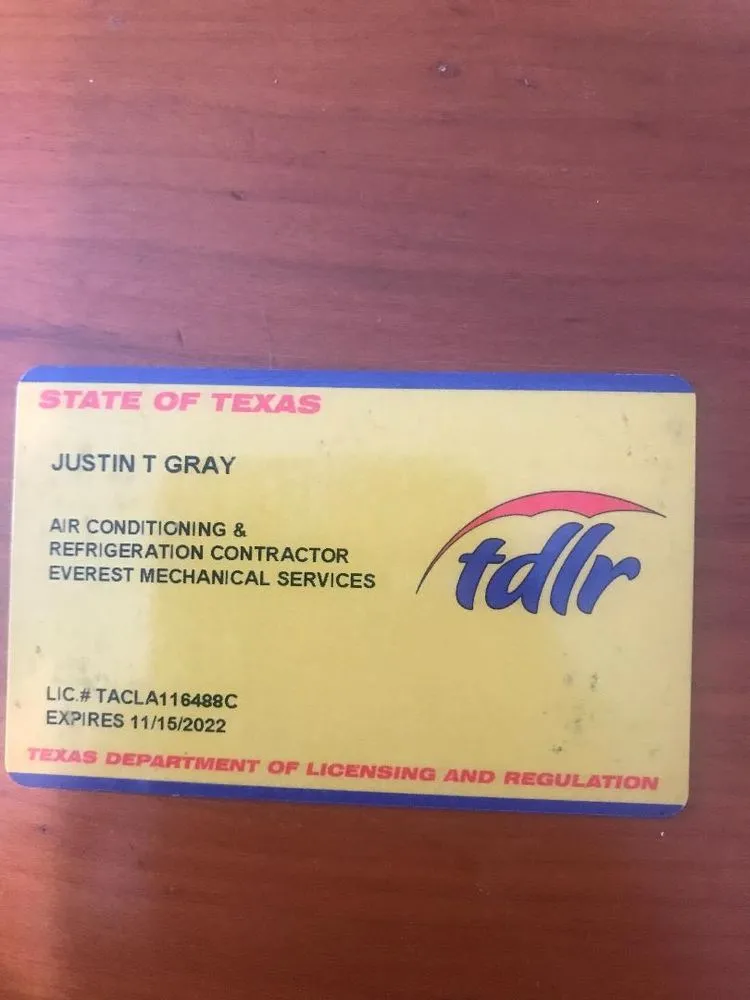 STATE OF TEXAS
JUSTIN T GRAY
AIR CONDITIONING &
REFRIGERATION CONTRACTOR
EVEREST MECHANICAL SERVICES
tdlr
LIC.# TACLA116488C
EXPIRES 11/15/2022
TEXAS DEPARTMENT OF LICENSING AND REGULATION